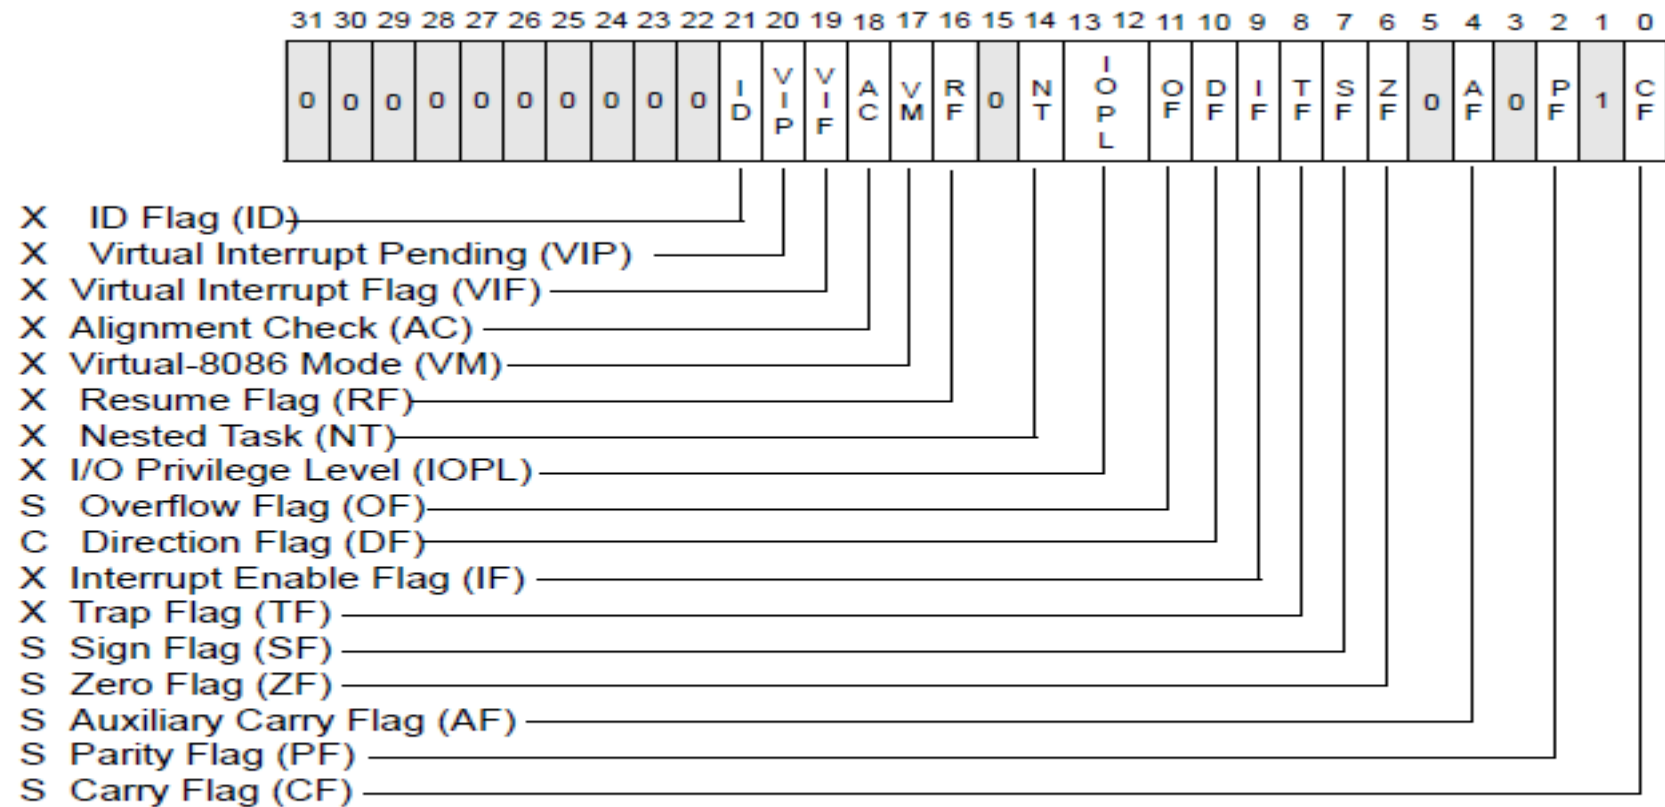 31 30 29 28 27 26 25 24 23 22 21 20 19 18 17 16 15 14 13 12 11 10 9 8 7 6 5 4 3 2 1 0
0 0 0 0 0 0 0 0 0 0 ID VIP VIF AC VM RF 0 NT IOPL OF DF IF TF SF ZF 0 AF 0 PF 1 CF
X ID Flag (ID)
X Virtual Interrupt Pending (VIP)
X Virtual Interrupt Flag (VIF)
X Alignment Check (AC)
X Virtual-8086 Mode (VM)
X Resume Flag (RF)
X Nested Task (NT)
X I/O Privilege Level (IOPL)
S Overflow Flag (OF)
C Direction Flag (DF)
X Interrupt Enable Flag (IF)
X Trap Flag (TF)
S Sign Flag (SF)
S Zero Flag (ZF)
S Auxiliary Carry Flag (AF)
S Parity Flag (PF)
S Carry Flag (CF)